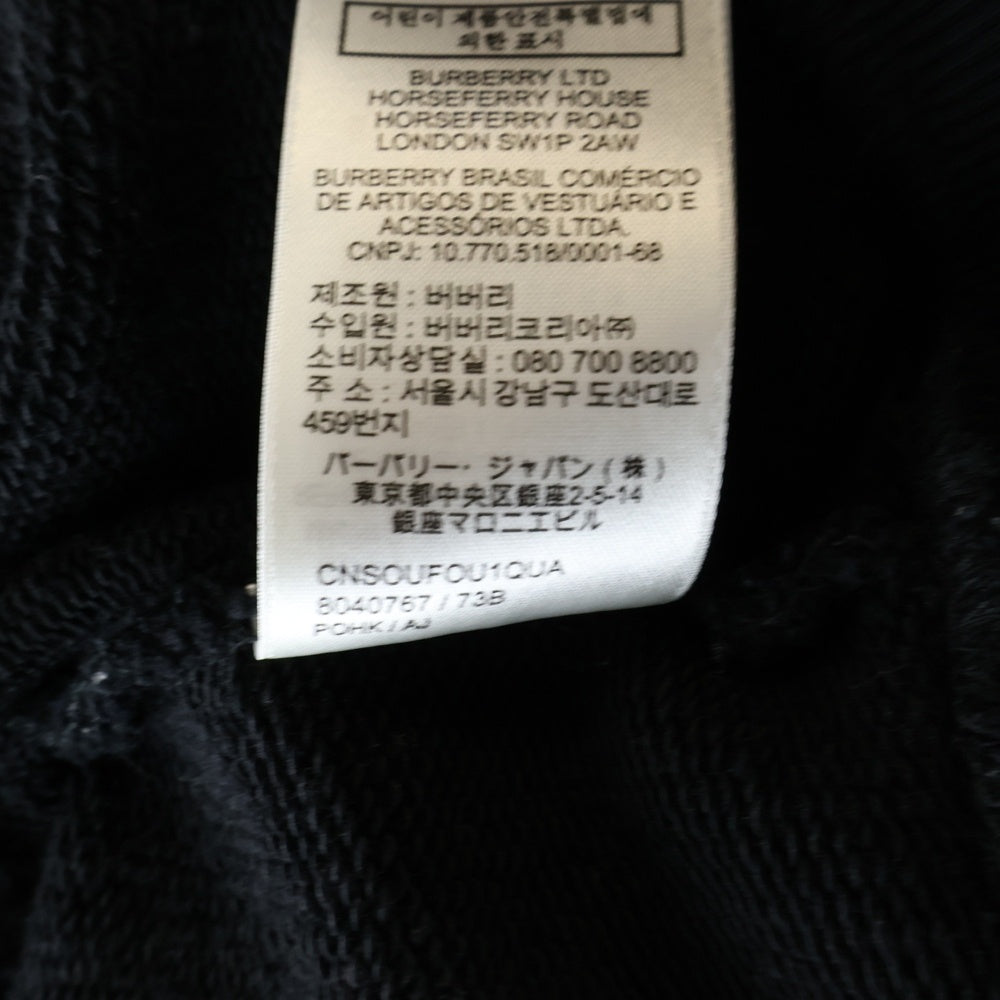 어린이제품안전특별법에
의한 표시
BURBERRY LTD
HORSEFERRY HOUSE
HORSEFERRY ROAD
LONDON SW1P 2AW
BURBERRY BRASIL COMÉRCIO
DE ARTIGOS DE VESTUÁRIO E
ACESSÓRIOS LTDA.
CNPJ: 10.770.518/0001-68
제조원 : 버버리
수입원 : 버버리코리아㈜
소비자상담실 : 080 700 8800
주 소 : 서울시 강남구 도산대로
459번지
バーバリー・ジャパン(株)
東京都中央区銀座2-5-14
銀座マロニエビル
CNSOUFOU1QUA
8040767 / 73B
POHK / AJ